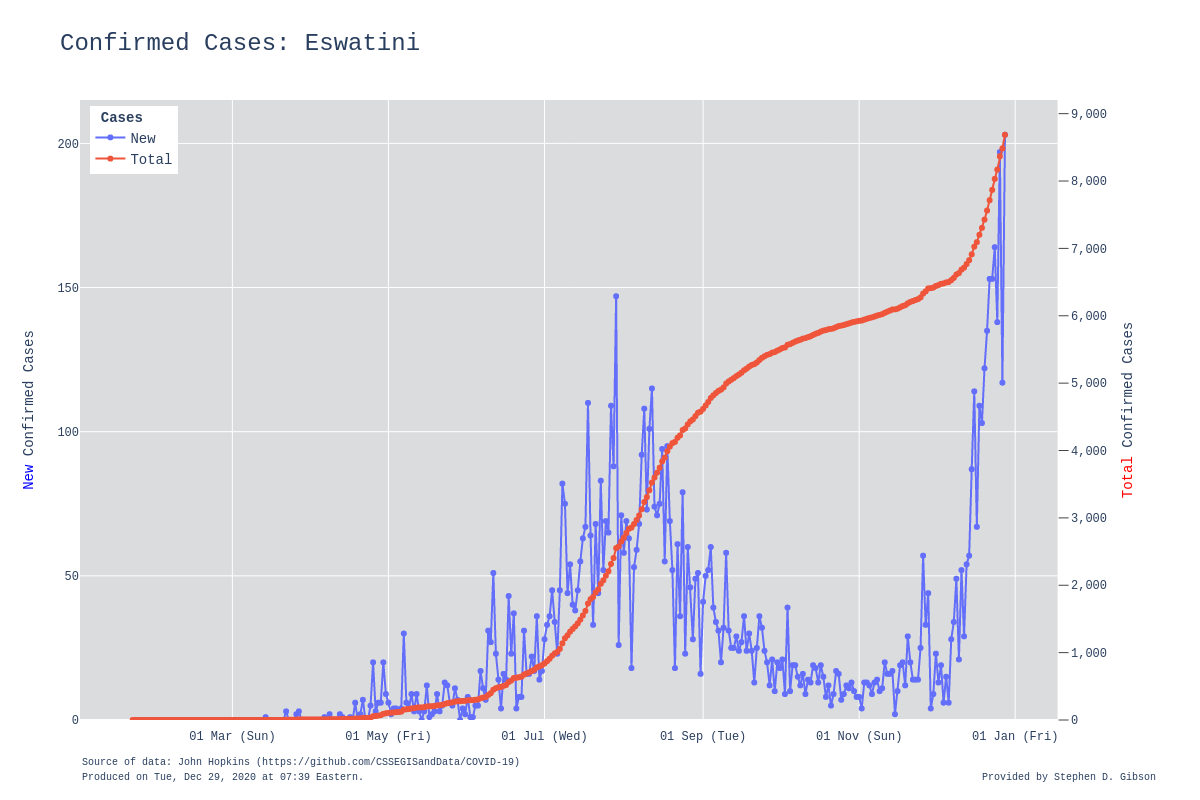 Confirmed Cases: Eswatini
Cases
New
Total
200
150
100
50
0
9,000
8,000
7,000
6,000
5,000
4,000
3,000
2,000
1,000
0
New Confirmed Cases
Total Confirmed Cases
01 Mar (Sun)
01 May (Fri)
01 Jul (Wed)
01 Sep (Tue)
01 Nov (Sun)
01 Jan (Fri)
Source of data: John Hopkins (https://github.com/CSSEGISandData/COVID-19)
Produced on Tue, Dec 29, 2020 at 07:39 Eastern.
Provided by Stephen D. Gibson